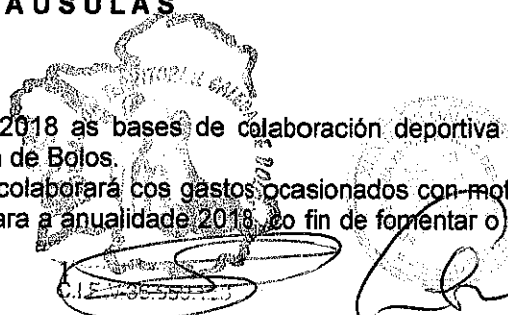 AUSULAS
2018 as bases de colaboración deportiva
de Bolos.
colaborará cos gastos ocasionados con mot
ara a anualidade 2018, co fin de fomentar o
C.I.F.